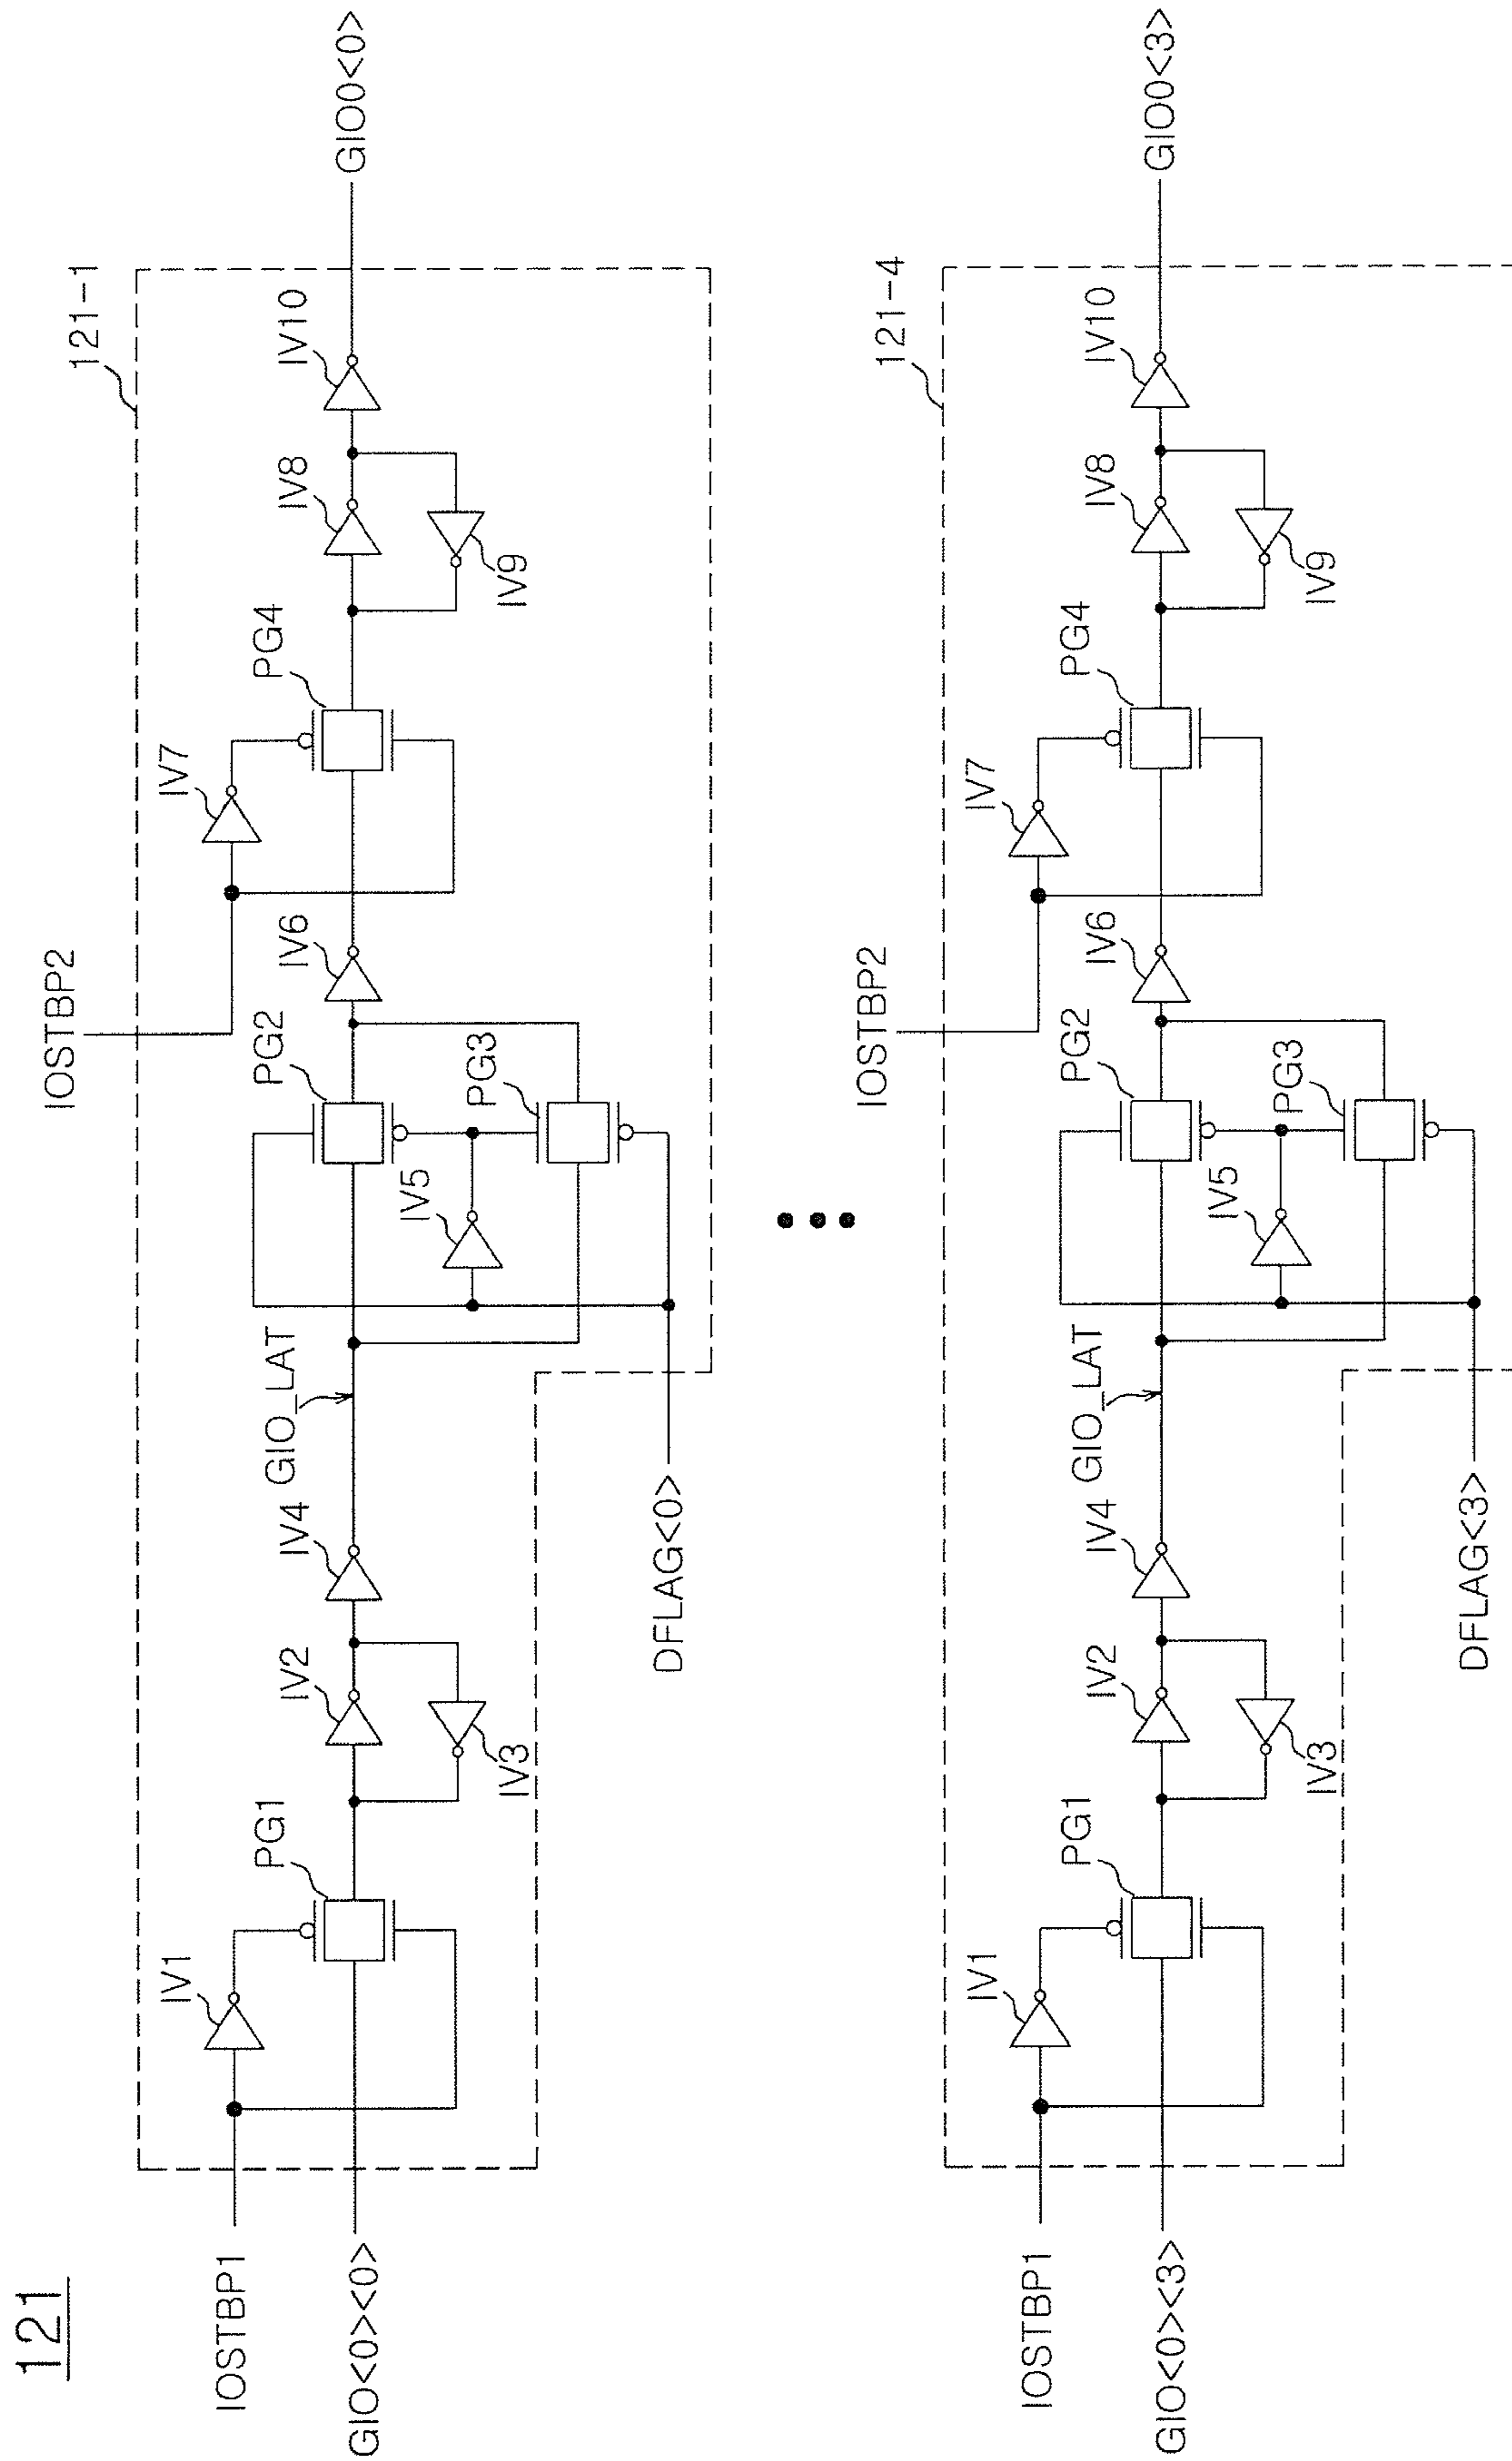 121
IOSTBP1
GIO<0><0>
IV1
PG1
IV2
IV3
IV4
GIO_LAT
DFLAG<0>
IV5
PG2
PG3
IV6
IOSTBP2
IV7
PG4
IV8
IV9
IV10
121-1
GIO0<0>
IOSTBP1
GIO<0><3>
IV1
PG1
IV2
IV3
IV4
GIO_LAT
DFLAG<3>
IV5
PG2
PG3
IV6
IOSTBP2
IV7
PG4
IV8
IV9
IV10
121-4
GIO0<3>